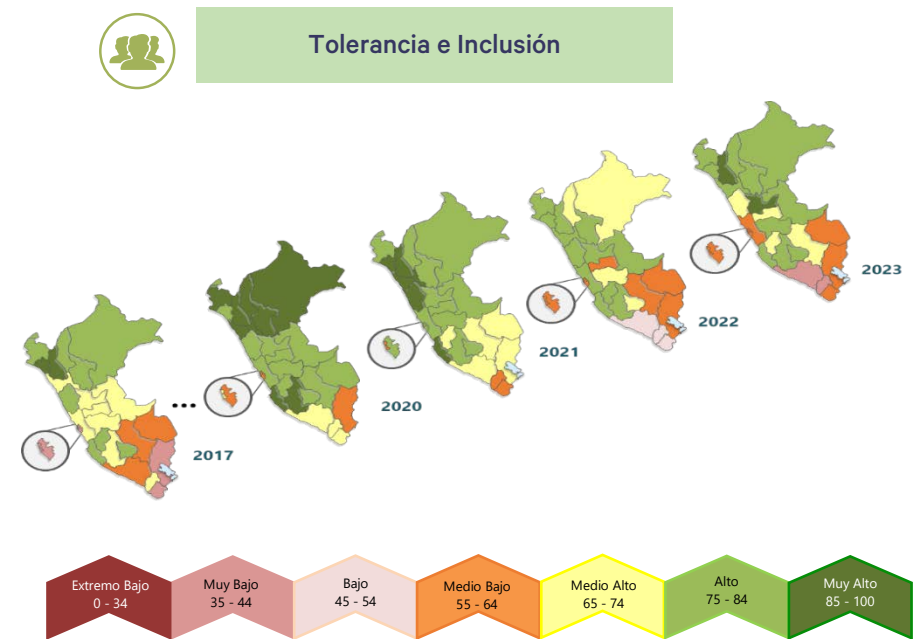 Tolerancia e Inclusión
2023
2022
2021
...
2020
2017
Extremo Bajo
0 - 34
Muy Bajo
35 - 44
Bajo
45 - 54
Medio Bajo
55 - 64
Medio Alto
65 - 74
Alto
75 - 84
Muy Alto
85 - 100